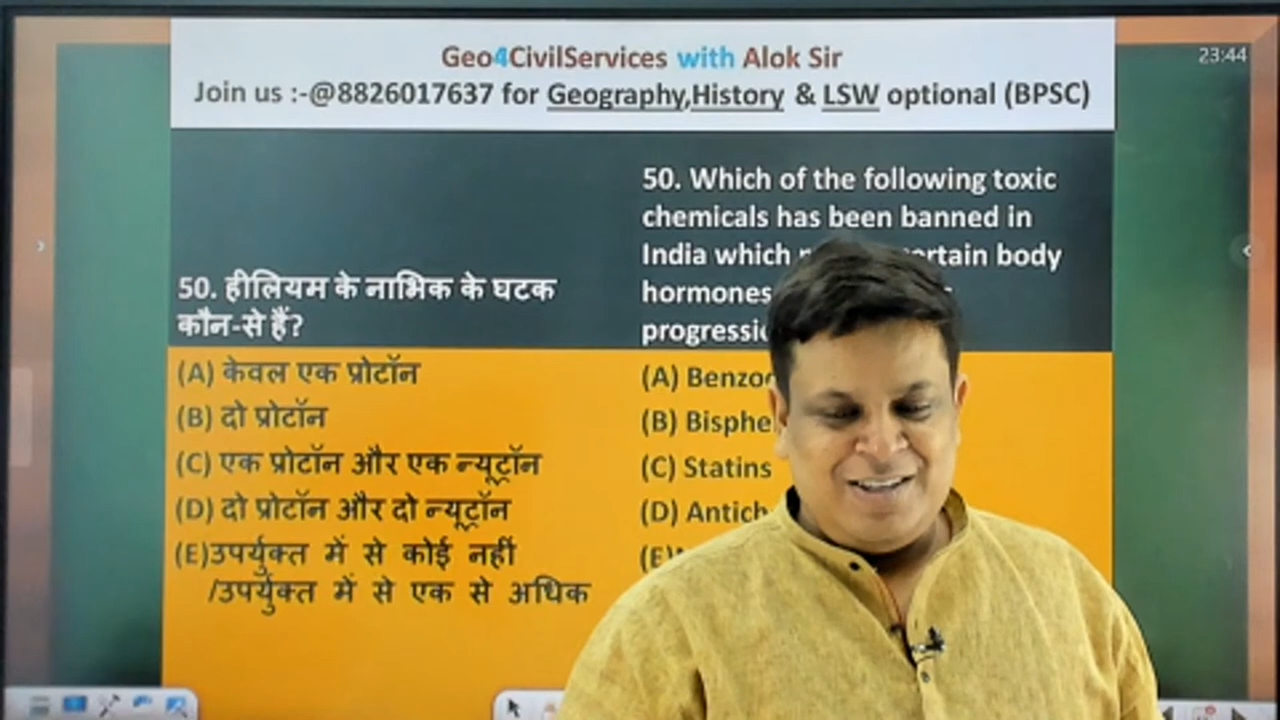 Geo4CivilServices with Alok Sir
Join us :-@8826017637 for Geography,History & LSW optional (BPSC)
23:44
50. हीलियम के नाभिक के घटक
कौन-से हैं?
(A) केवल एक प्रोटॉन
(B) दो प्रोटॉन
(C) एक प्रोटॉन और एक न्यूट्रॉन
(D) दो प्रोटॉन और दो न्यूट्रॉन
(E)उपर्युक्त में से कोई नहीं
/उपर्युक्त में से एक से अधिक
50. Which of the following toxic
chemicals has been banned in
India which body
hormones
(A)
(B)
(C) Statins
(D)